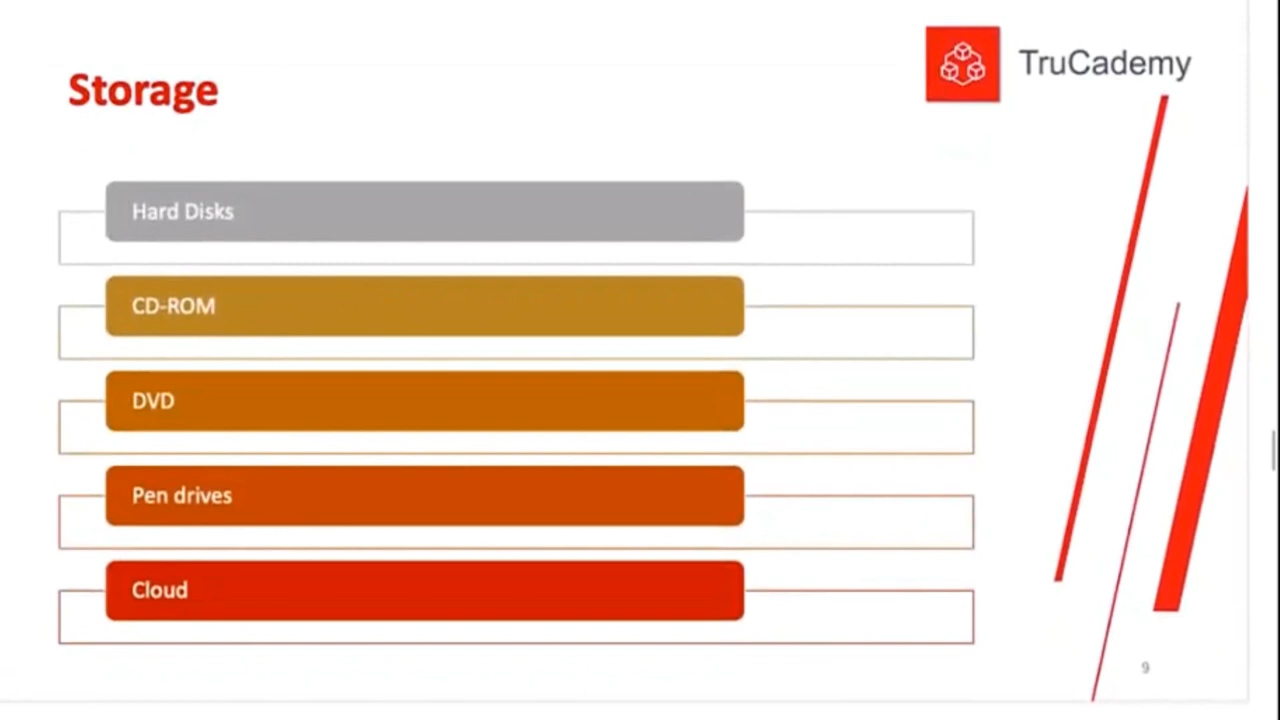 TruCademy
Storage
Hard Disks
CD-ROM
DVD
Pen drives
Cloud
9